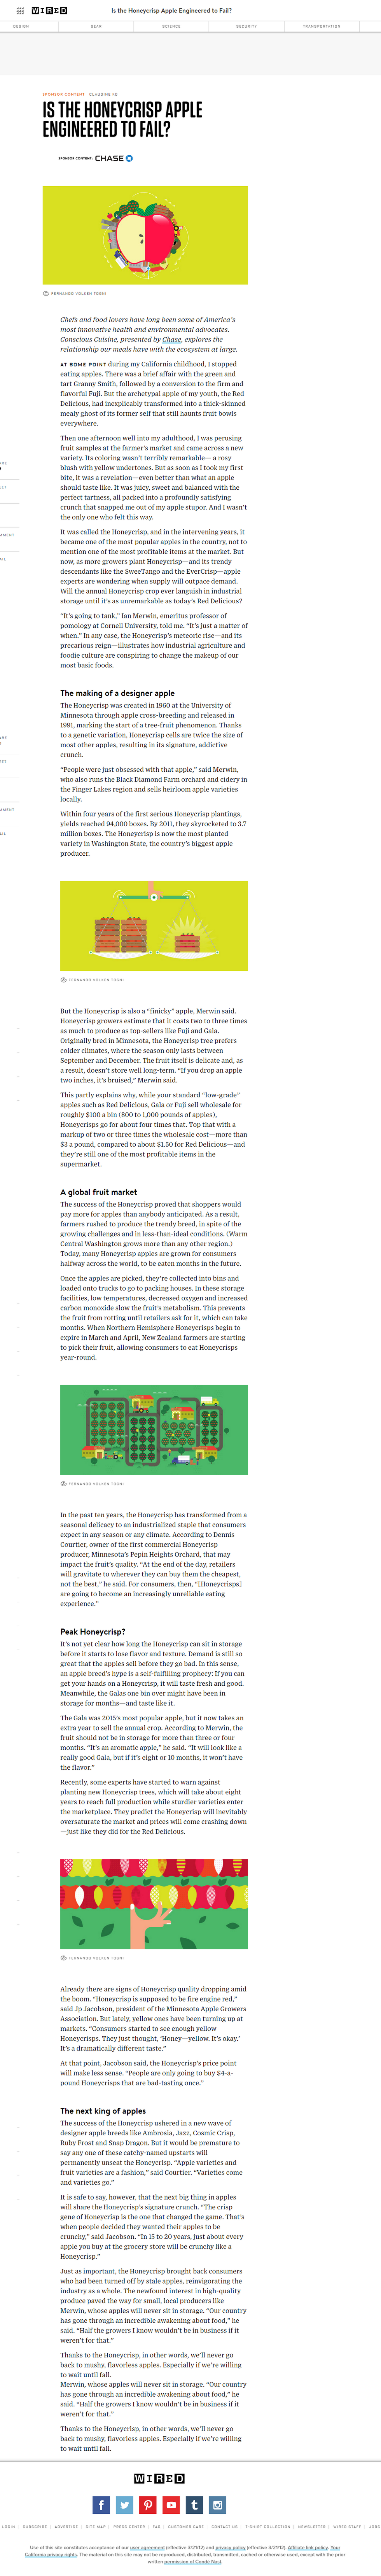 WIRED
Is the Honeycrisp Apple Engineered to Fail?
DESIGN
GEAR
SCIENCE
SECURITY
TRANSPORTATION
SPONSOR CONTENT CLAUDINE KO
IS THE HONEYCRISP APPLE
ENGINEERED TO FAIL?
SPONSOR CONTENT: CHASE
FERNANDO VOLKEN TOGNI
Chefs and food lovers have long been some of America's
most innovative health and environmental advocates.
Conscious Cuisine, presented by Chase, explores the
relationship our meals have with the ecosystem at large.
AT SOME POINT during my California childhood, I stopped
eating apples. There was a brief affair with the green and
tart Granny Smith, followed by a conversion to the firm and
flavorful Fuji. But the archetypal apple of my youth, the Red
Delicious, had inexplicably transformed into a thick-skinned
mealy ghost of its former self that still haunts fruit bowls
everywhere.
Then one afternoon well into my adulthood, I was perusing
fruit samples at the farmer's market and came across a new
variety. Its coloring wasn't terribly remarkable— a rosy
blush with yellow undertones. But as soon as I took my first
bite, it was a revelation—even better than what an apple
should taste like. It was juicy, sweet and balanced with the
perfect tartness, all packed into a profoundly satisfying
crunch that snapped me out of my apple stupor. And I wasn't
the only one who felt this way.
It was called the Honeycrisp, and in the intervening years, it
became one of the most popular apples in the country, not to
mention one of the most profitable items at the market. But
now, as more growers plant Honeycrisp—and its trendy
descendants like the SweeTango and the EverCrisp—apple
experts are wondering when supply will outpace demand.
Will the annual Honeycrisp crop ever languish in industrial
storage until it's as unremarkable as today's Red Delicious?
"It's going to tank," Ian Merwin, emeritus professor of
pomology at Cornell University, told me. "It's just a matter of
when." In any case, the Honeycrisp's meteoric rise—and its
precarious reign—illustrates how industrial agriculture and
foodie culture are conspiring to change the makeup of our
most basic foods.
The making of a designer apple
The Honeycrisp was created in 1960 at the University of
Minnesota through apple cross-breeding and released in
1991, marking the start of a tree-fruit phenomenon. Thanks
to a genetic variation, Honeycrisp cells are twice the size of
most other apples, resulting in its signature, addictive
crunch.
"People were just obsessed with that apple," said Merwin,
who also runs the Black Diamond Farm orchard and cidery in
the Finger Lakes region and sells heirloom apple varieties
locally.
Within four years of the first serious Honeycrisp plantings,
yields reached 94,000 boxes. By 2011, they skyrocketed to 3.7
million boxes. The Honeycrisp is now the most planted
variety in Washington State, the country's biggest apple
producer.
FERNANDO VOLKEN TOGNI
But the Honeycrisp is also a "finicky" apple, Merwin said.
Honeycrisp growers estimate that it costs two to three times
as much to produce as top-sellers like Fuji and Gala.
Originally bred in Minnesota, the Honeycrisp tree prefers
colder climates, where the season only lasts between
September and December. The fruit itself is delicate and, as
a result, doesn't store well long-term. "If you drop an apple
two inches, it's bruised," Merwin said.
This partly explains why, while your standard "low-grade"
apples such as Red Delicious, Gala or Fuji sell wholesale for
roughly $100 a bin (800 to 1,000 pounds of apples),
Honeycrisps go for about four times that. Top that with a
markup of two or three times the wholesale cost—more than
$3 a pound, compared to about $1.50 for Red Delicious—and
they're still one of the most profitable items in the
supermarket.
A global fruit market
The success of the Honeycrisp proved that shoppers would
pay more for apples than anybody anticipated. As a result,
farmers rushed to produce the trendy breed, in spite of the
growing challenges and in less-than-ideal conditions. (Warm
Central Washington grows more than any other region.)
Today, many Honeycrisp apples are grown for consumers
halfway across the world, to be eaten months in the future.
Once the apples are picked, they're collected into bins and
loaded onto trucks to go to packing houses. In these storage
facilities, low temperatures, decreased oxygen and increased
carbon monoxide slow the fruit's metabolism. This prevents
the fruit from rotting until retailers ask for it, which can take
months. When Northern Hemisphere Honeycrisps begin to
expire in March and April, New Zealand farmers are starting
to pick their fruit, allowing consumers to eat Honeycrisps
year-round.
FERNANDO VOLKEN TOGNI
In the past ten years, the Honeycrisp has transformed from a
seasonal delicacy to an industrialized staple that consumers
expect in any season or any climate. According to Dennis
Courtier, owner of the first commercial Honeycrisp
producer, Minnesota's Pepin Heights Orchard, that may
impact the fruit's quality. "At the end of the day, retailers
will gravitate to wherever they can buy them the cheapest,
not the best," he said. For consumers, then, "[Honeycrisps]
are going to become an increasingly unreliable eating
experience."
Peak Honeycrisp?
It's not yet clear how long the Honeycrisp can sit in storage
before it starts to lose flavor and texture. Demand is still so
great that the apples sell before they go bad. In this sense,
an apple breed's hype is a self-fulfilling prophecy: If you can
get your hands on a Honeycrisp, it will taste fresh and good.
Meanwhile, the Galas one bin over might have been in
storage for months—and taste like it.
The Gala was 2015's most popular apple, but it now takes an
extra year to sell the annual crop. According to Merwin, the
fruit should not be in storage for more than three or four
months. "It's an aromatic apple," he said. "It will look like a
really good Gala, but if it's eight or 10 months, it won't have
the flavor."
Recently, some experts have started to warn against
planting new Honeycrisp trees, which will take about eight
years to reach full production while sturdier varieties enter
the marketplace. They predict the Honeycrisp will inevitably
oversaturate the market and prices will come crashing down
—just like they did for the Red Delicious.
FERNANDO VOLKEN TOGNI
Already there are signs of Honeycrisp quality dropping amid
the boom. "Honeycrisp is supposed to be fire engine red,"
said Jp Jacobson, president of the Minnesota Apple Growers
Association. But lately, yellow ones have been turning up at
markets. "Consumers started to see enough yellow
Honeycrisps. They just thought, 'Honey—yellow. It's okay.'
It's a dramatically different taste."
At that point, Jacobson said, the Honeycrisp's price point
will make less sense. "People are only going to buy $4-a-
pound Honeycrisps that are bad-tasting once."
The next king of apples
The success of the Honeycrisp ushered in a new wave of
designer apple breeds like Ambrosia, Jazz, Cosmic Crisp,
Ruby Frost and Snap Dragon. But it would be premature to
say any one of these catchy-named upstarts will
permanently unseat the Honeycrisp. "Apple varieties and
fruit varieties are a fashion," said Courtier. "Varieties come
and varieties go."
It is safe to say, however, that the next big thing in apples
will share the Honeycrisp's signature crunch. "The crisp
gene of Honeycrisp is the one that changed the game. That's
when people decided they wanted their apples to be
crunchy," said Jacobson. "In 15 to 20 years, just about every
apple you buy at the grocery store will be crunchy like a
Honeycrisp."
Just as important, the Honeycrisp brought back consumers
who had been turned off by stale apples, reinvigorating the
industry as a whole. The newfound interest in high-quality
produce paved the way for small, local producers like
Merwin, whose apples will never sit in storage. "Our country
has gone through an incredible awakening about food," he
said. "Half the growers I know wouldn't be in business if it
weren't for that."
Thanks to the Honeycrisp, in other words, we'll never go
back to mushy, flavorless apples. Especially if we're willing
to wait until fall.
Merwin, whose apples will never sit in storage. "Our country
has gone through an incredible awakening about food," he
said. "Half the growers I know wouldn't be in business if it
weren't for that."
Thanks to the Honeycrisp, in other words, we'll never go
back to mushy, flavorless apples. Especially if we're willing
to wait until fall.
WIRED
LOGIN SUBSCRIBE ADVERTISE SITE MAP PRESS CENTER FAQ CUSTOMER CARE CONTACT US T-SHIRT COLLECTION NEWSLETTER WIRED STAFF JOBS
Use of this site constitutes acceptance of our user agreement (effective 3/21/12) and privacy policy (effective 3/21/12). Affiliate link policy. Your
California privacy rights. The material on this site may not be reproduced, distributed, transmitted, cached or otherwise used, except with the prior
written permission of Condé Nast.